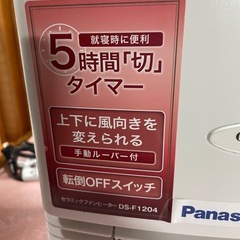 就寝時に便利
5時間「切」
タイマー
上下に風向きを
変えられる
手動ルーバー付
転倒OFFスイッチ
セラミックファンヒーター DS-F1204
Panas